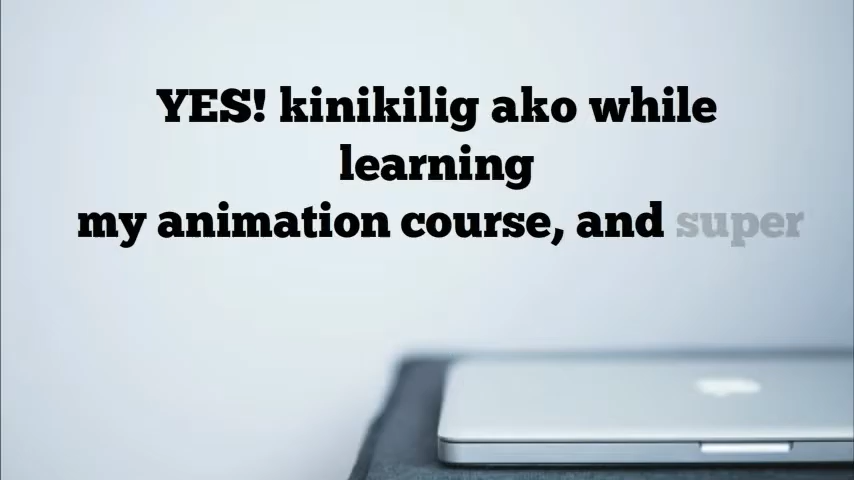 YES! kinikilig ako while
learning
my animation course, and super